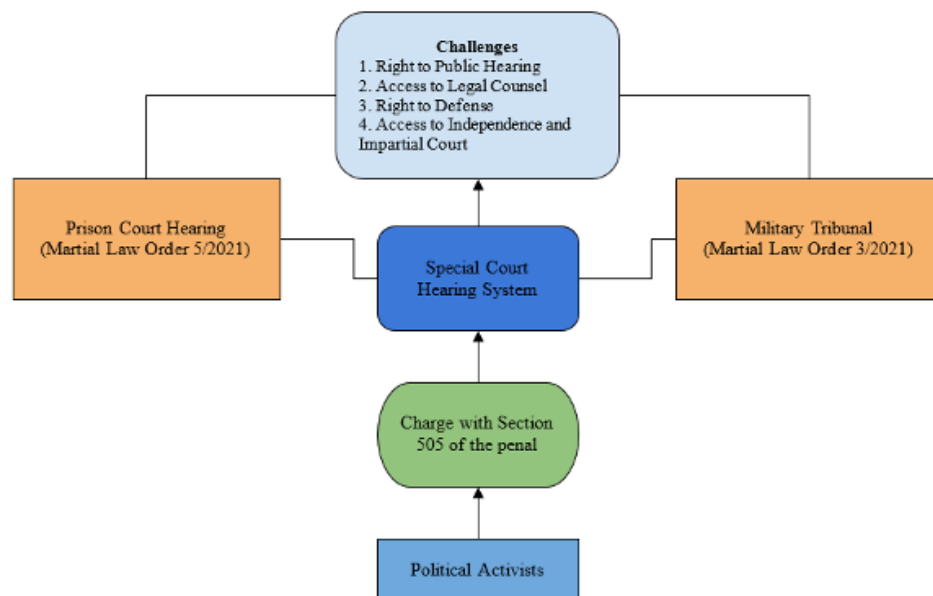 Challenges
1. Right to Public Hearing
2. Access to Legal Counsel
3. Right to Defense
4. Access to Independence and
Impartial Court
Prison Court Hearing
(Martial Law Order 5/2021)
Military Tribunal
(Martial Law Order 3/2021)
Special Court
Hearing System
Charge with Section
505 of the penal
Political Activists